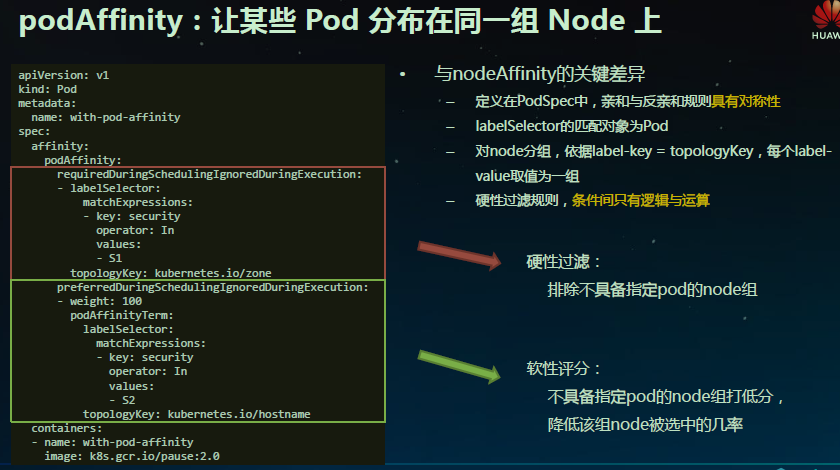 podAffinity：让某些 Pod 分布在同一组 Node 上
HUAW
apiVersion: v1
kind: Pod
metadata:
  name: with-pod-affinity
spec:
  affinity:
    podAffinity:
      requiredDuringSchedulingIgnoredDuringExecution:
      - labelSelector:
          matchExpressions:
          - key: security
            operator: In
            values:
            - S1
        topologyKey: kubernetes.io/zone
      preferredDuringSchedulingIgnoredDuringExecution:
      - weight: 100
        podAffinityTerm:
          labelSelector:
            matchExpressions:
            - key: security
              operator: In
              values:
              - S2
          topologyKey: kubernetes.io/hostname
  containers:
  - name: with-pod-affinity
    image: k8s.gcr.io/pause:2.0
• 与nodeAffinity的关键差异
– 定义在PodSpec中，亲和与反亲和规则具有对称性
– labelSelector的匹配对象为Pod
– 对node分组，依据label-key = topologyKey，每个label-
value取值为一组
– 硬性过滤规则，条件间只有逻辑与运算
硬性过滤：
排除不具备指定pod的node组
软性评分：
不具备指定pod的node组打低分，
降低该组node被选中的几率